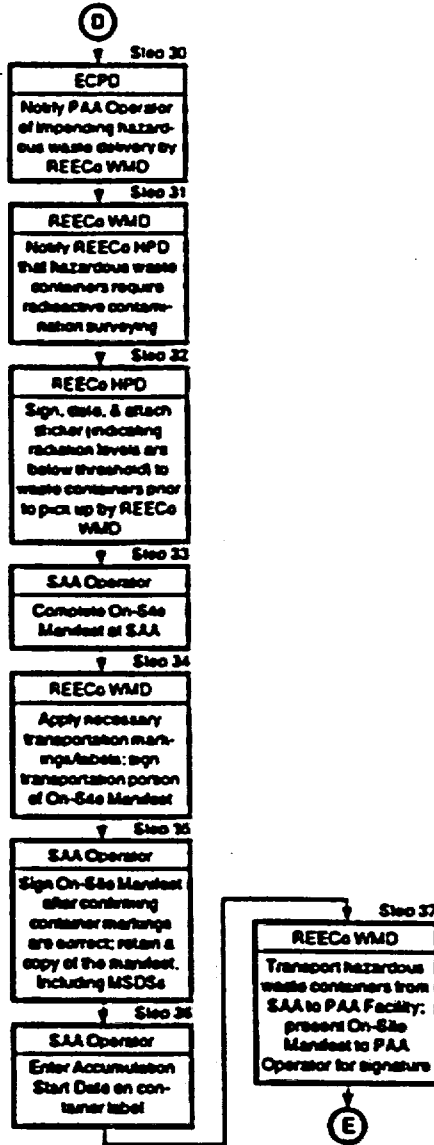 D
Step 30
ECPD
Notify PAA Operator
of impending hazard-
ous waste delivery by
REECo WMD
Step 31
REECo WMD
Notify REECo HPD
that hazardous waste
containers require
radioactive contami-
nation surveying
Step 32
REECo HPD
Sign, date, & attach
sticker (indicating
radiation levels are
below threshold) to
waste containers prior
to pick up by REECo
WMD
Step 33
SAA Operator
Complete On-Site
Manifest at SAA
Step 34
REECo WMD
Apply necessary
transportation mark-
ings/labels; sign
transportation portion
of On-Site Manifest
Step 35
SAA Operator
Sign On-Site Manifest
after confirming
container markings
are correct; retain a
copy of the manifest,
including MSDSs
Step 36
SAA Operator
Enter Accumulation
Start Date on con-
tainer label
Step 37
REECo WMD
Transport hazardous
waste containers from
SAA to PAA Facility;
present On-Site
Manifest to PAA
Operator for signature
E